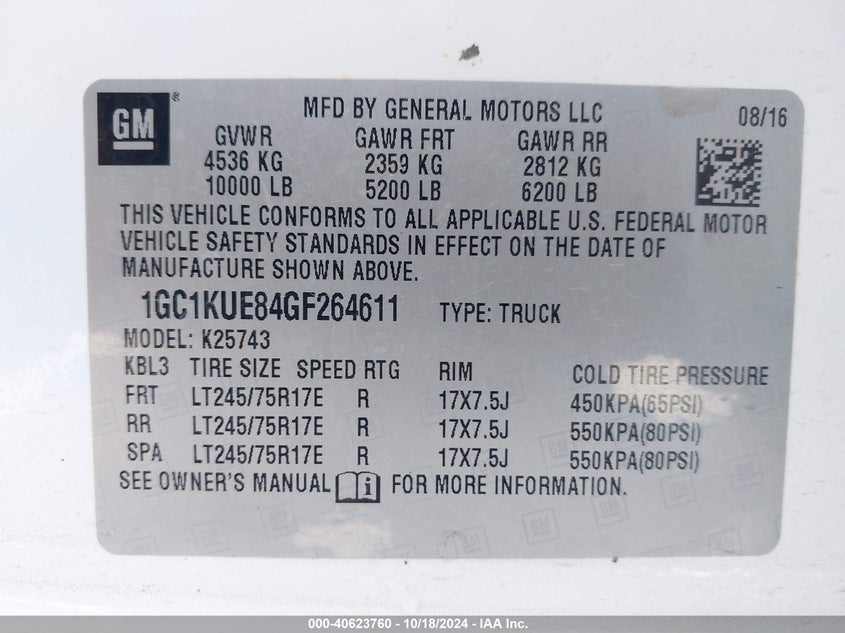 GM®
MFD BY GENERAL MOTORS LLC 08/16
GVWR GAWR FRT GAWR RR
4536 KG 2359 KG 2812 KG
10000 LB 5200 LB 6200 LB
THIS VEHICLE CONFORMS TO ALL APPLICABLE U.S. FEDERAL MOTOR
VEHICLE SAFETY STANDARDS IN EFFECT ON THE DATE OF
MANUFACTURE SHOWN ABOVE.
1GC1KUE84GF264611 TYPE: TRUCK
MODEL: K25743
KBL3 TIRE SIZE SPEED RTG RIM COLD TIRE PRESSURE
FRT LT245/75R17E R 17X7.5J 450KPA(65PSI)
RR LT245/75R17E R 17X7.5J 550KPA(80PSI)
SPA LT245/75R17E R 17X7.5J 550KPA(80PSI)
SEE OWNER'S MANUAL i FOR MORE INFORMATION.
000-40623760 - 10/18/2024 - IAA Inc.